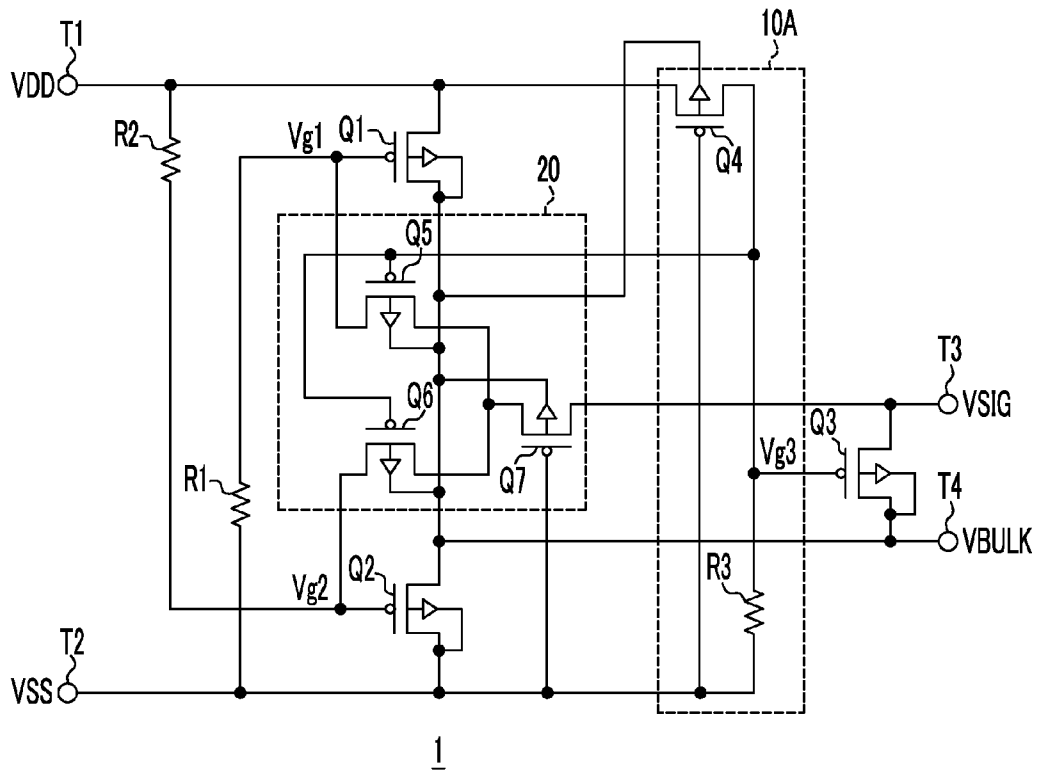 T1
10A
VDD
R2
Vg1
Q1
Q4
20
Q5
T3
Q6
VSIG
Q3
R1
Q7
Vg3
T4
VBULK
Vg2
Q2
R3
T2
VSS
1